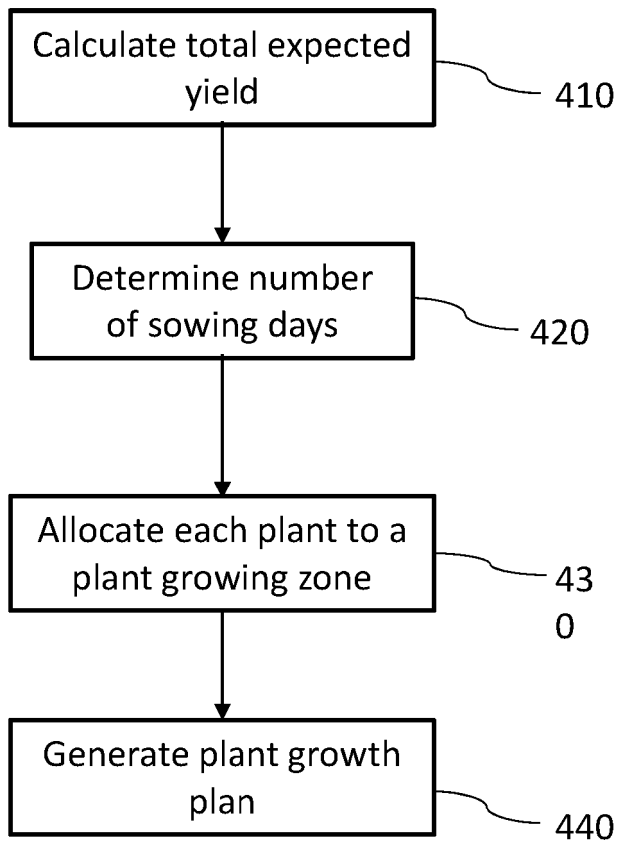 Calculate total expected
yield
410
Determine number
of sowing days
420
Allocate each plant to a
plant growing zone
43
0
Generate plant growth
plan
440